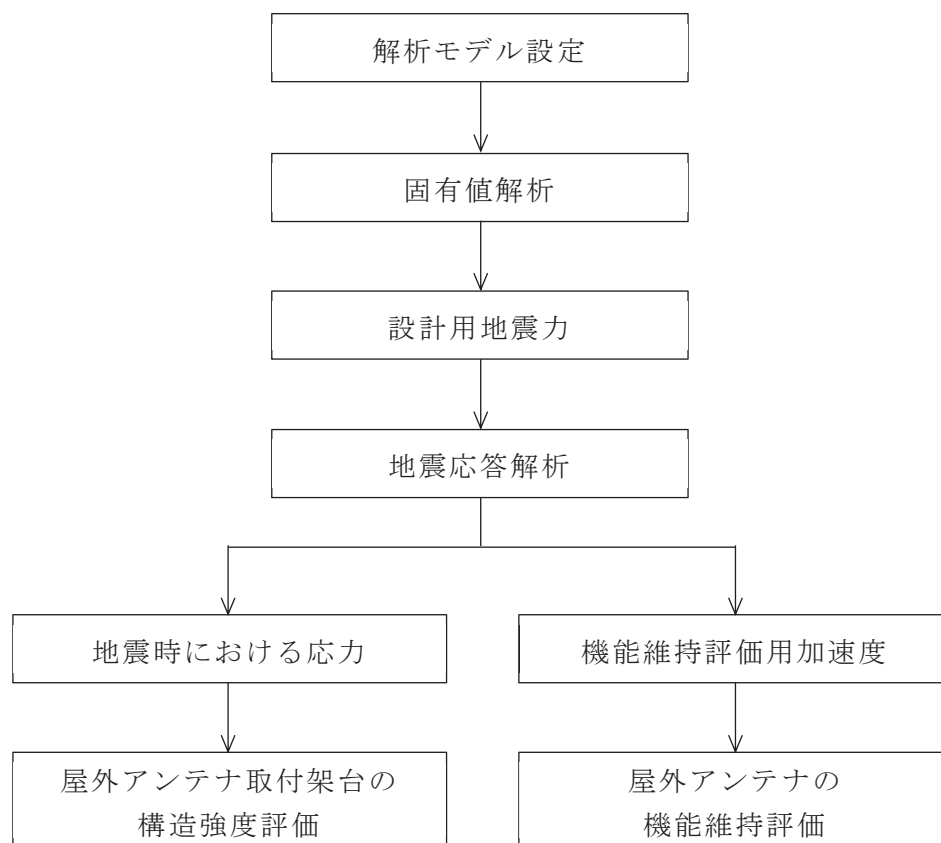 解析モデル設定
固有値解析
設計用地震力
地震応答解析
地震時における応力
機能維持評価用加速度
屋外アンテナ取付架台の
構造強度評価
屋外アンテナの
機能維持評価